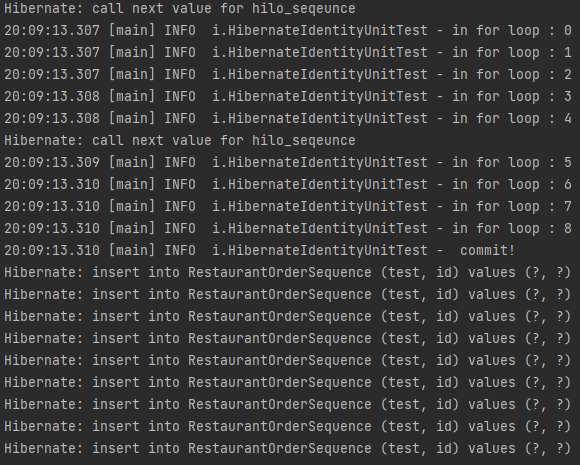 Hibernate: call next value for hilo_seqeunce
20:09:13.307 [main] INFO  i.HibernateIdentityUnitTest - in for loop : 0
20:09:13.307 [main] INFO  i.HibernateIdentityUnitTest - in for loop : 1
20:09:13.307 [main] INFO  i.HibernateIdentityUnitTest - in for loop : 2
20:09:13.308 [main] INFO  i.HibernateIdentityUnitTest - in for loop : 3
20:09:13.308 [main] INFO  i.HibernateIdentityUnitTest - in for loop : 4
Hibernate: call next value for hilo_seqeunce
20:09:13.309 [main] INFO  i.HibernateIdentityUnitTest - in for loop : 5
20:09:13.310 [main] INFO  i.HibernateIdentityUnitTest - in for loop : 6
20:09:13.310 [main] INFO  i.HibernateIdentityUnitTest - in for loop : 7
20:09:13.310 [main] INFO  i.HibernateIdentityUnitTest - in for loop : 8
20:09:13.310 [main] INFO  i.HibernateIdentityUnitTest -  commit!
Hibernate: insert into RestaurantOrderSequence (test, id) values (?, ?)
Hibernate: insert into RestaurantOrderSequence (test, id) values (?, ?)
Hibernate: insert into RestaurantOrderSequence (test, id) values (?, ?)
Hibernate: insert into RestaurantOrderSequence (test, id) values (?, ?)
Hibernate: insert into RestaurantOrderSequence (test, id) values (?, ?)
Hibernate: insert into RestaurantOrderSequence (test, id) values (?, ?)
Hibernate: insert into RestaurantOrderSequence (test, id) values (?, ?)
Hibernate: insert into RestaurantOrderSequence (test, id) values (?, ?)
Hibernate: insert into RestaurantOrderSequence (test, id) values (?, ?)